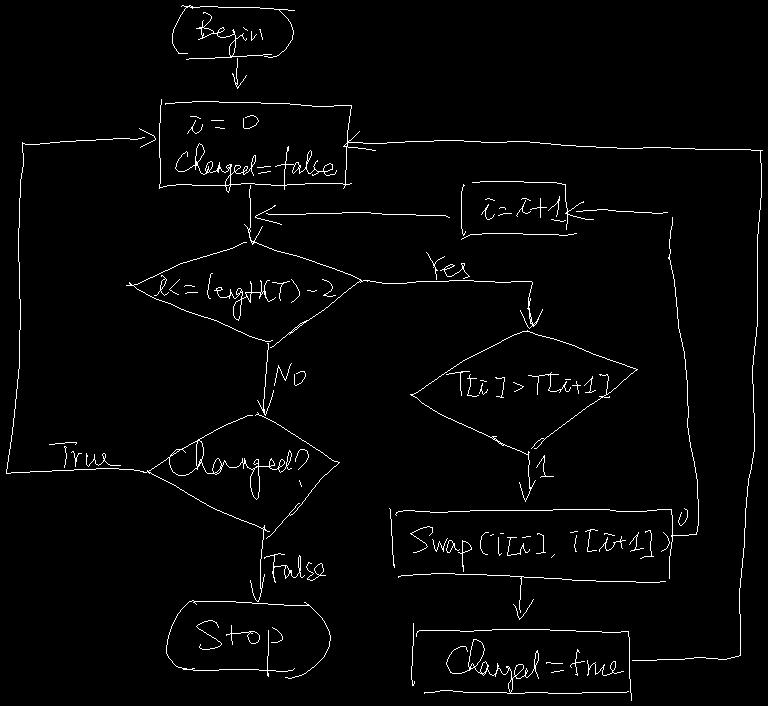 Begin
i = 0
Changed = false
i = i+1
i <= length(T) - 2
Yes
No
T[i] > T[i+1]
True
Changed?
1
0
Swap (T[i], T[i+1])
False
Stop
Changed = true